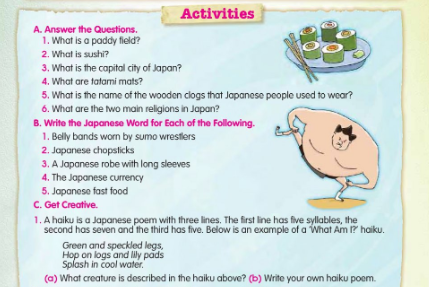 Activities
A. Answer the Questions.
1. What is a paddy field?
2. What is sushi?
3. What is the capital city of Japan?
4. What are tatami mats?
5. What is the name of the wooden clogs that Japanese people used to wear?
6. What are the two main religions in Japan?
B. Write the Japanese Word for Each of the Following.
1. Belly bands worn by sumo wrestlers
2. Japanese chopsticks
3. A Japanese robe with long sleeves
4. The Japanese currency
5. Japanese fast food
C. Get Creative.
1. A haiku is a Japanese poem with three lines. The first line has five syllables, the
second has seven and the third has five. Below is an example of a 'What Am I?' haiku.
Green and speckled legs,
Hop on logs and lily pads
Splash in cool water.
(a) What creature is described in the haiku above? (b) Write your own haiku poem.